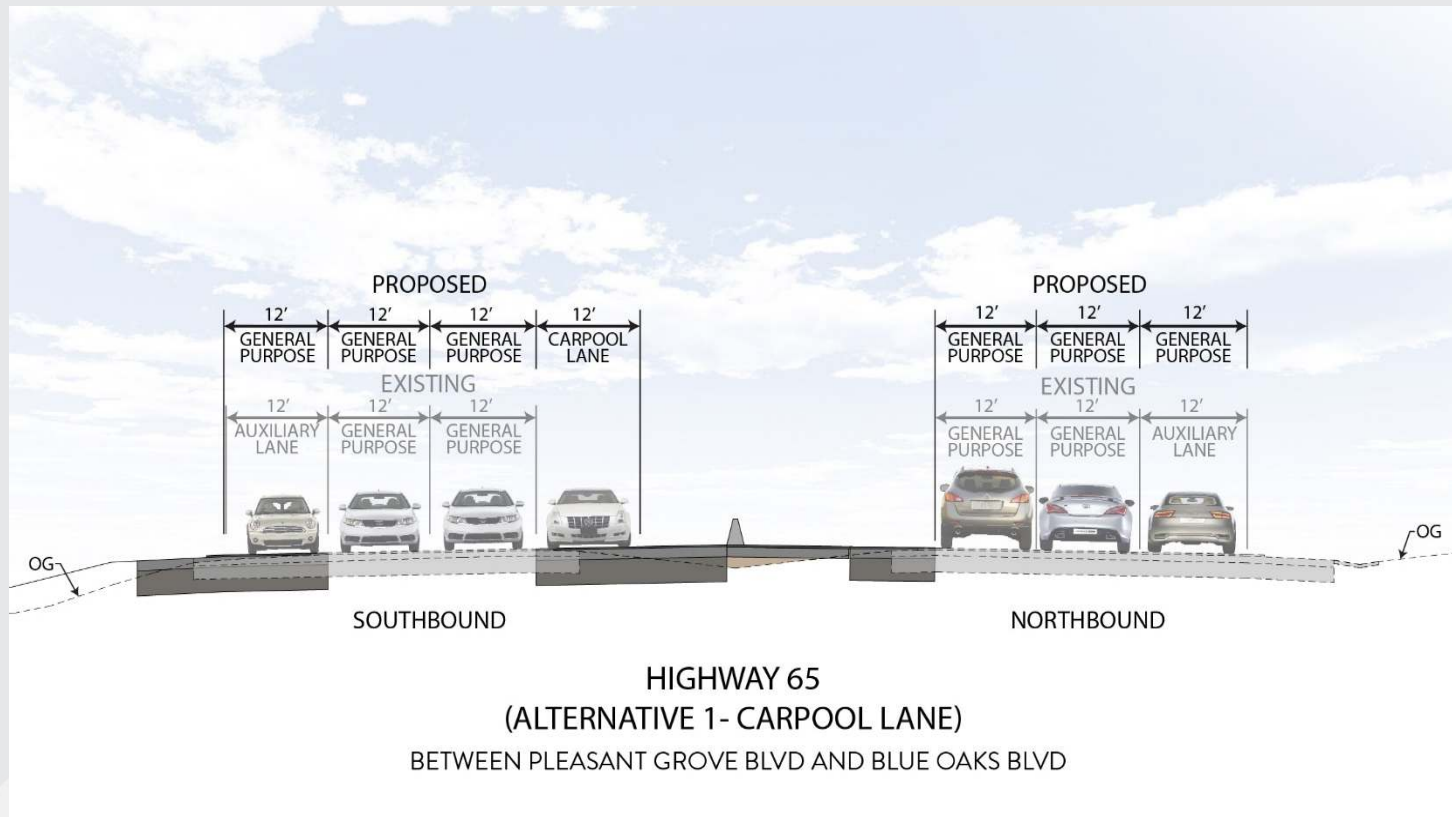 PROPOSED
12' 12' 12' 12'
GENERAL PURPOSE GENERAL PURPOSE GENERAL PURPOSE CARPOOL LANE
EXISTING
12' 12' 12'
AUXILIARY LANE GENERAL PURPOSE GENERAL PURPOSE
PROPOSED
12' 12' 12'
GENERAL PURPOSE GENERAL PURPOSE GENERAL PURPOSE
EXISTING
12' 12' 12'
GENERAL PURPOSE GENERAL PURPOSE AUXILIARY LANE
OG
OG
SOUTHBOUND
NORTHBOUND
HIGHWAY 65
(ALTERNATIVE 1- CARPOOL LANE)
BETWEEN PLEASANT GROVE BLVD AND BLUE OAKS BLVD